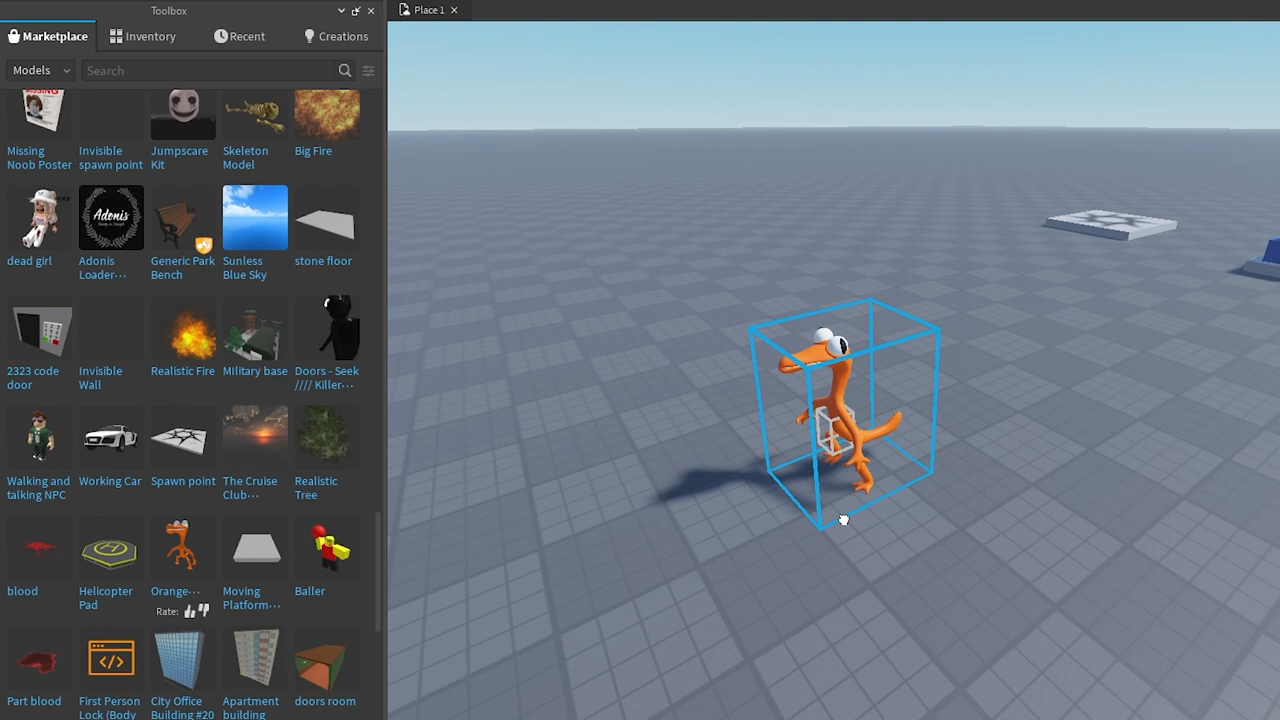 Toolbox
Place 1
Marketplace
Inventory
Recent
Creations
Models
Search
MISSING
Missing Noob Poster
Invisible spawn point
Jumpscare Kit
Skeleton Model
Big Fire
Adonis
dead girl
Adonis Loader···
Generic Park Bench
Sunless Blue Sky
stone floor
2323 code door
Invisible Wall
Realistic Fire
MIlitary base
Doors - Seek //// Killer···
Walking and talking NPC
Working Car
Spawn point
The Cruise Club···
Realistic Tree
H
blood
Helicopter Pad
Orange···
Moving Platform···
Baller
Rate:
Part blood
First Person Lock (Body
City Office Building #20
Apartment building
doors room